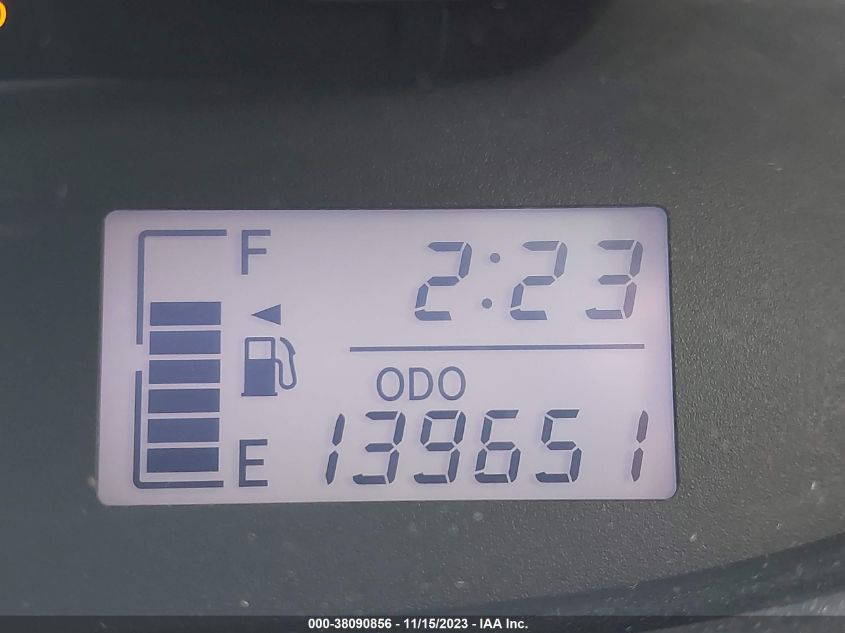 F
2:23
ODO
E 139651
000-38090856 - 11/15/2023 - IAA Inc.